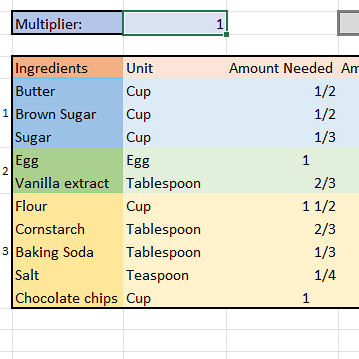 Multiplier: 1
Ingredients Unit Amount Needed Am
Butter Cup 1/2
1 Brown Sugar Cup 1/2
Sugar Cup 1/3
Egg Egg 1
2 Vanilla extract Tablespoon 2/3
Flour Cup 1 1/2
Cornstarch Tablespoon 2/3
3 Baking Soda Tablespoon 1/3
Salt Teaspoon 1/4
Chocolate chips Cup 1